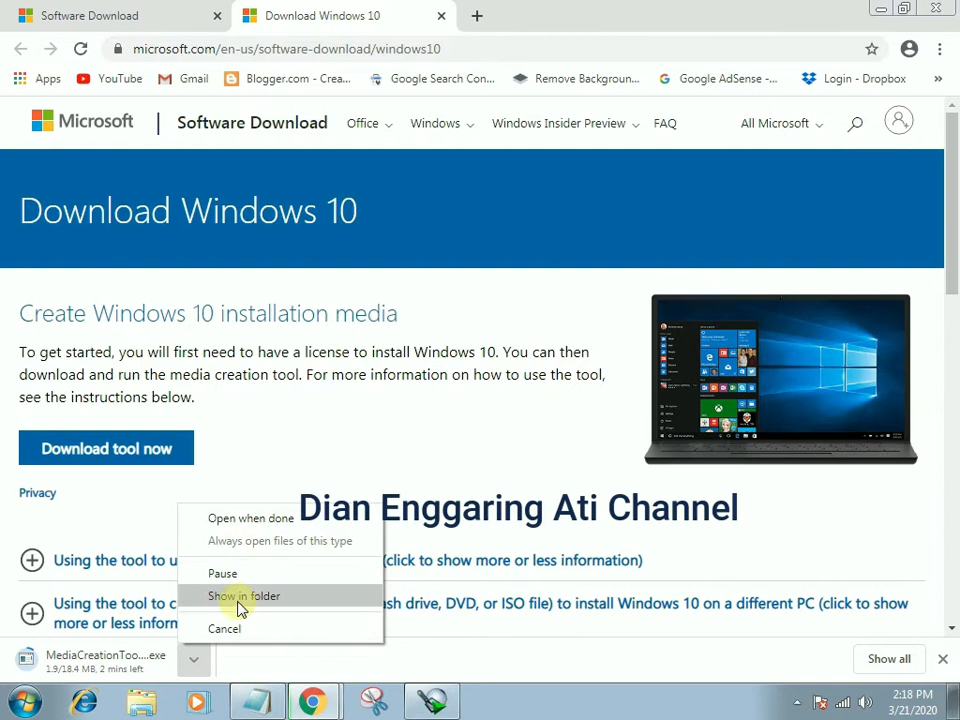 Software Download
Download Windows 10
microsoft.com/en-us/software-download/windows10
Apps
YouTube
Gmail
Blogger.com - Crea...
Google Search Con...
Remove Backgroun...
Google AdSense -...
Login - Dropbox
»
Microsoft
Software Download
Office
Windows
Windows Insider Preview
FAQ
All Microsoft
Download Windows 10
Create Windows 10 installation media
To get started, you will first need to have a license to install Windows 10. You can then
download and run the media creation tool. For more information on how to use the tool,
see the instructions below.
Download tool now
Privacy
Dian Enggaring Ati Channel
Open when done
Always open files of this type
Pause
Show in folder
Cancel
Using the tool to u
(click to show more or less information)
Using the tool to c
ash drive, DVD, or ISO file) to install Windows 10 on a different PC (click to show
more or less inform
MediaCreationToo....exe
1.9/18.4 MB, 2 mins left
Show all
2:18 PM
3/21/2020